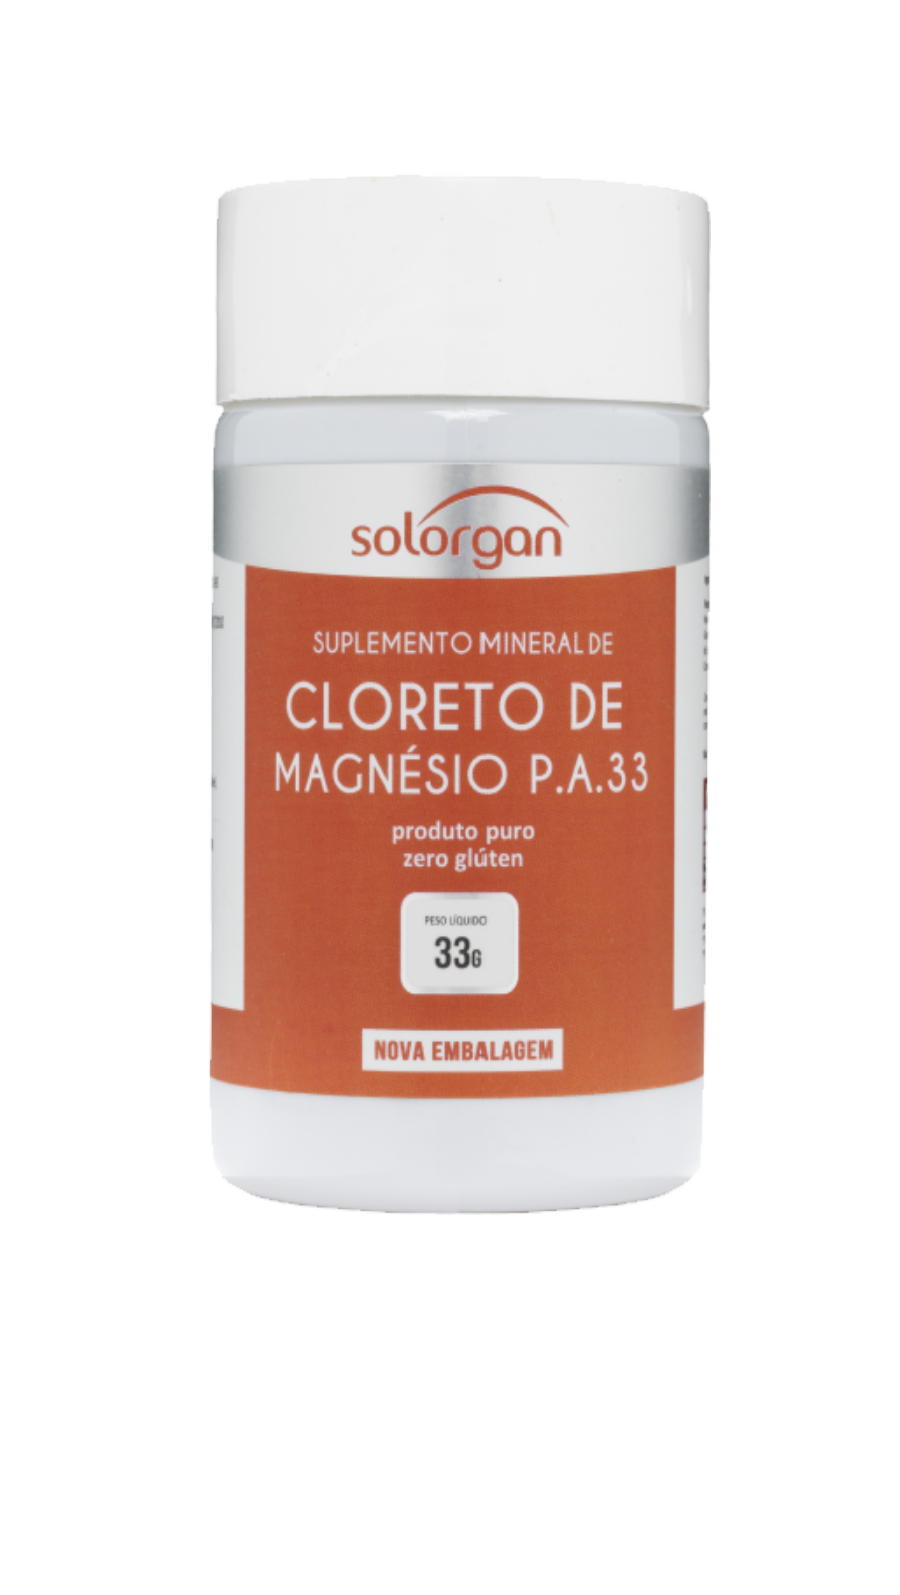 solorgan
SUPLEMENTO MINERAL DE
CLORETO DE
MAGNÉSIO P.A.33
produto puro
zero glúten
PESO LÍQUIDO
33G
NOVA EMBALAGEM